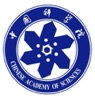 中国科学院
CHINESE ACADEMY OF SCIENCES